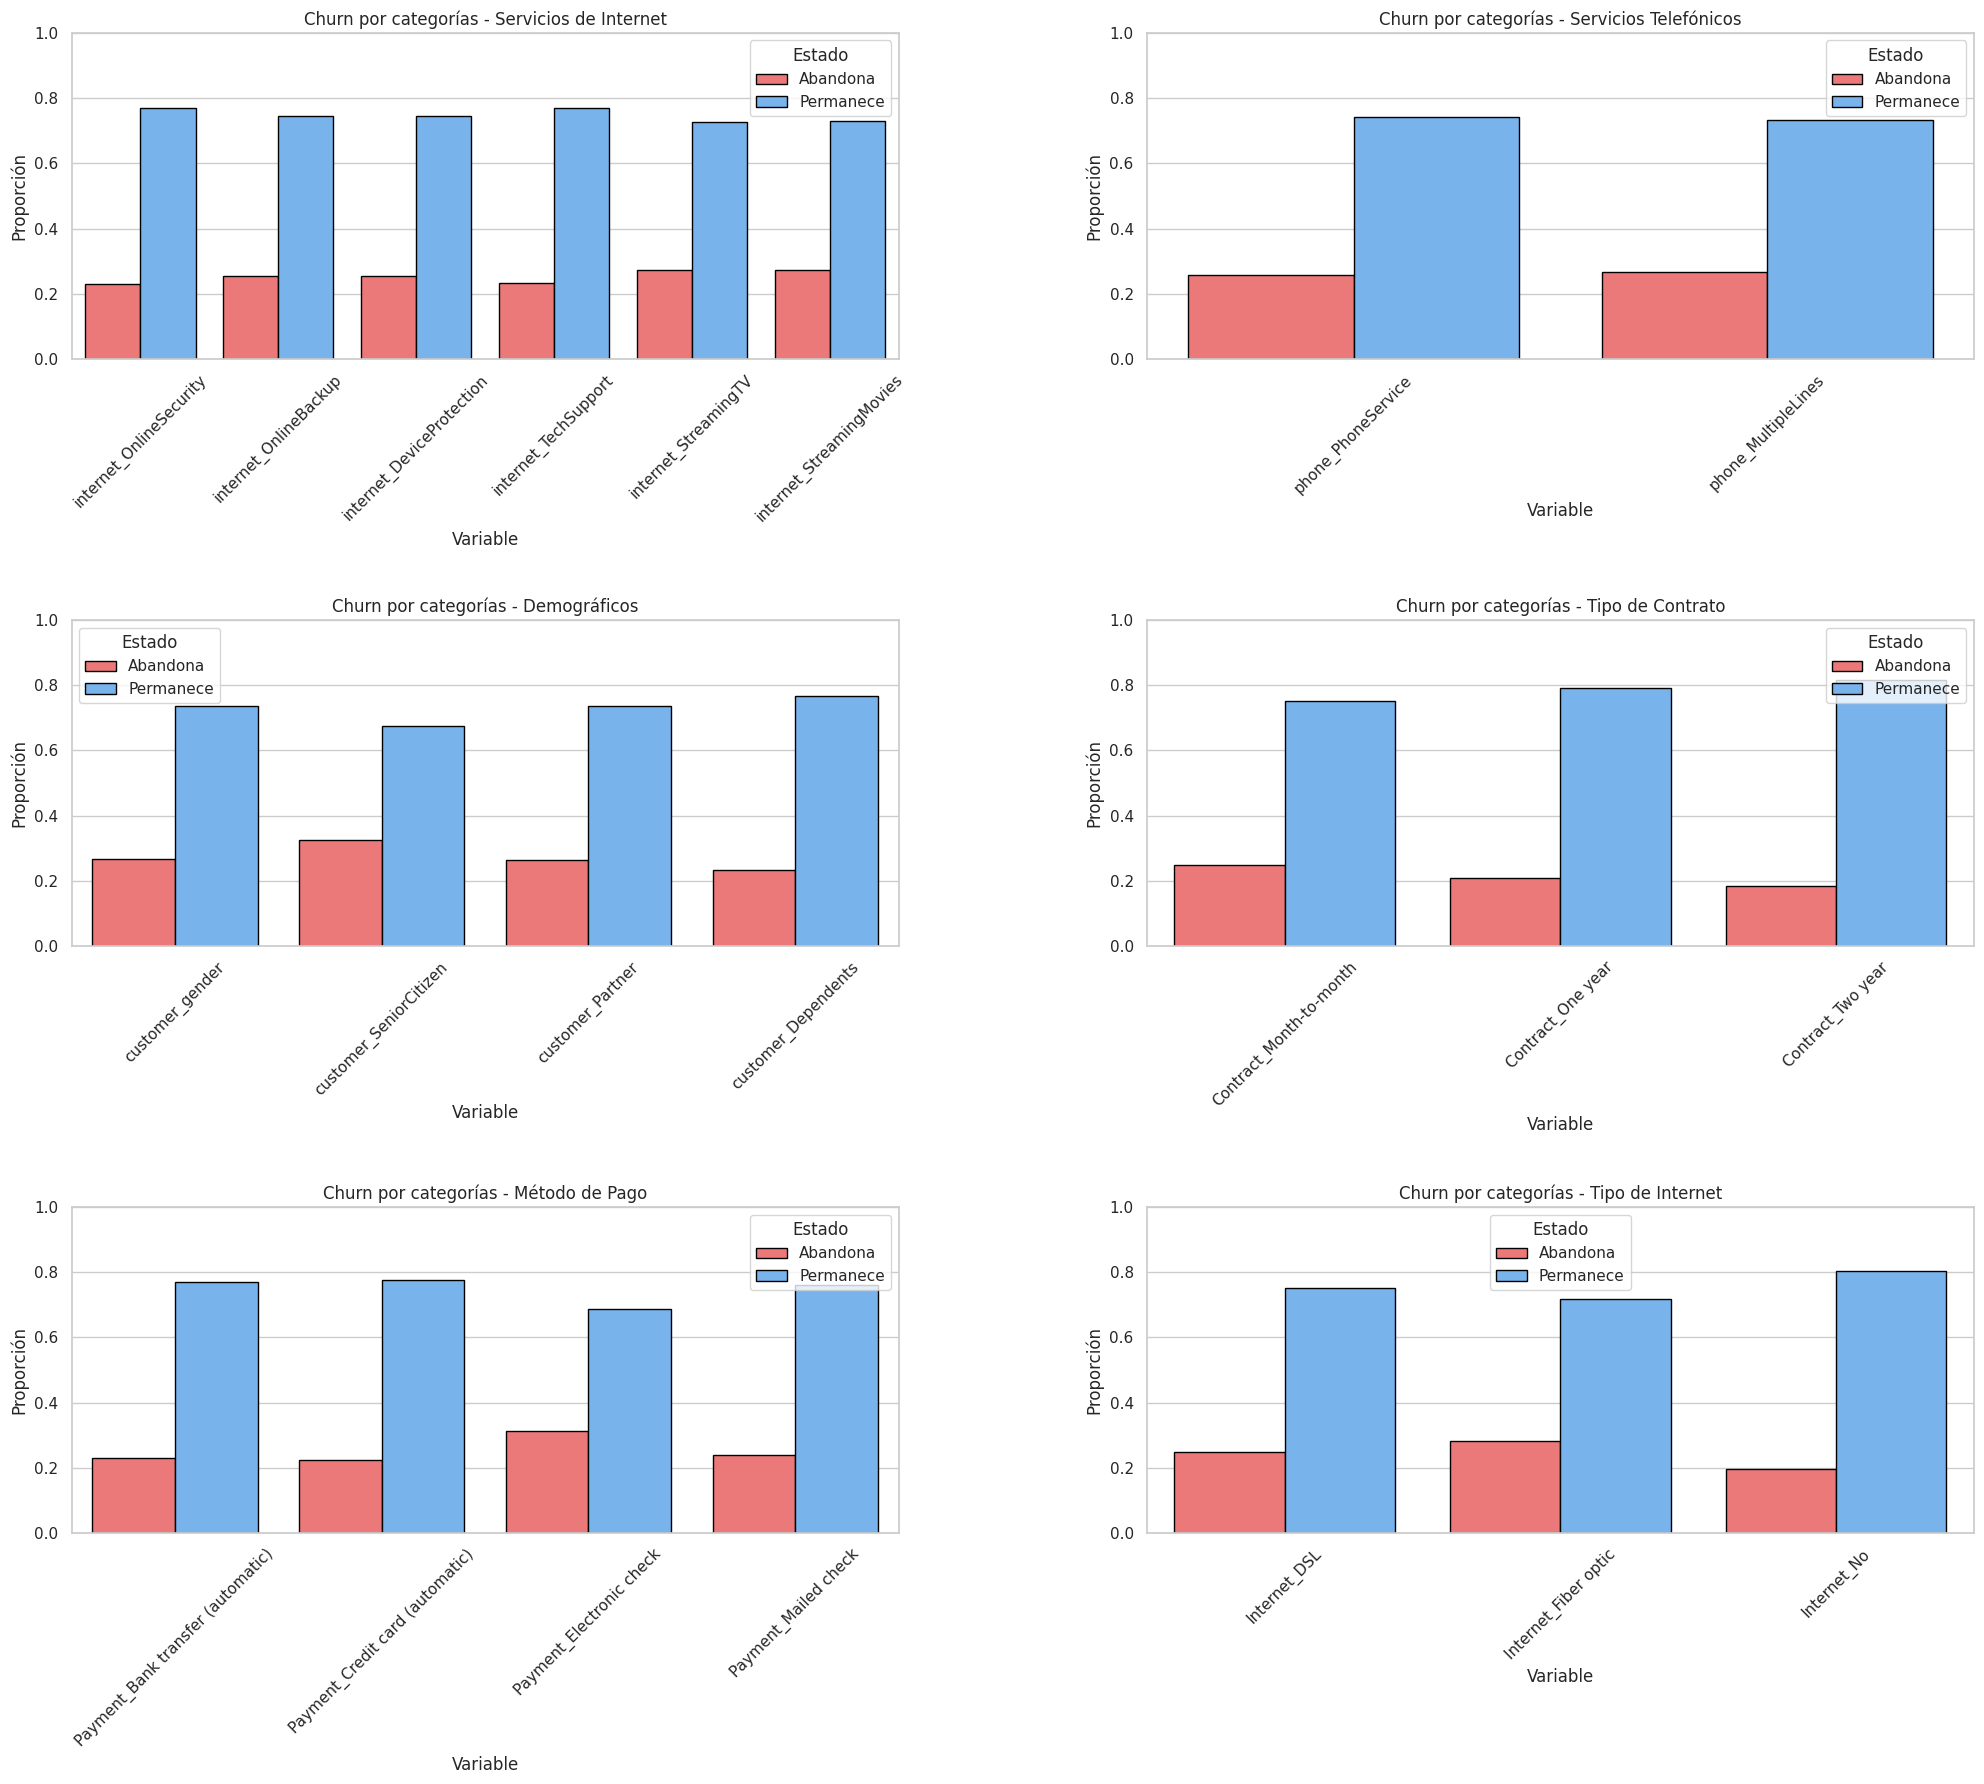 Churn por categorías - Servicios de Internet
Estado
Abandona
Permanece
Proporción
1.0
0.8
0.6
0.4
0.2
0.0
internet_OnlineSecurity
internet_OnlineBackup
internet_DeviceProtection
internet_TechSupport
internet_StreamingTV
internet_StreamingMovies
Variable
Churn por categorías - Servicios Telefónicos
Estado
Abandona
Permanece
Proporción
1.0
0.8
0.6
0.4
0.2
0.0
phone_PhoneService
phone_MultipleLines
Variable
Churn por categorías - Demográficos
Estado
Abandona
Permanece
Proporción
1.0
0.8
0.6
0.4
0.2
0.0
customer_gender
customer_SeniorCitizen
customer_Partner
customer_Dependents
Variable
Churn por categorías - Tipo de Contrato
Estado
Abandona
Permanece
Proporción
1.0
0.8
0.6
0.4
0.2
0.0
Contract_Month-to-month
Contract_One year
Contract_Two year
Variable
Churn por categorías - Método de Pago
Estado
Abandona
Permanece
Proporción
1.0
0.8
0.6
0.4
0.2
0.0
Payment_Bank transfer (automatic)
Payment_Credit card (automatic)
Payment_Electronic check
Payment_Mailed check
Variable
Churn por categorías - Tipo de Internet
Estado
Abandona
Permanece
Proporción
1.0
0.8
0.6
0.4
0.2
0.0
Internet_DSL
Internet_Fiber optic
Internet_No
Variable